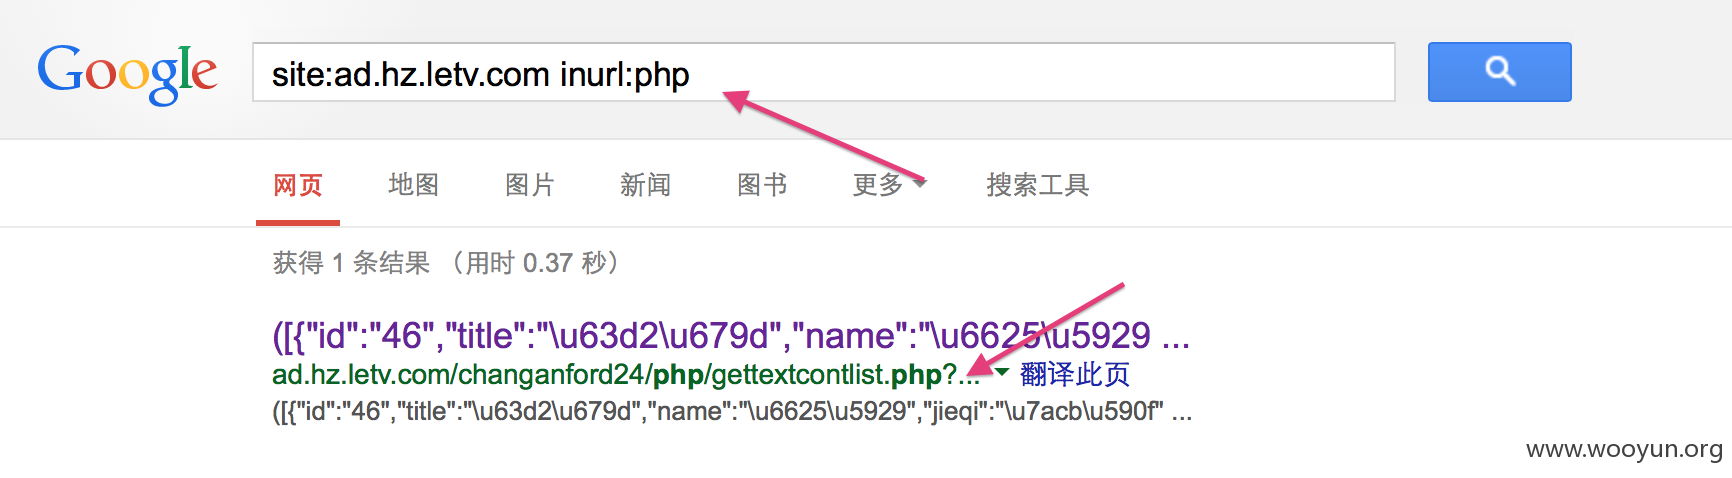 Google
site:ad.hz.letv.com inurl:php
网页 地图 图片 新闻 图书 更多 搜索工具
获得 1 条结果 （用时 0.37 秒）
([{"id":"46","title":"\u63d2\u679d","name":"\u6625\u5929 ...
ad.hz.letv.com/changanford24/php/gettextcontlist.php?... 翻译此页
([{"id":"46","title":"\u63d2\u679d","name":"\u6625\u5929","jieqi":"\u7acb\u590f" ...
www.wooyun.org